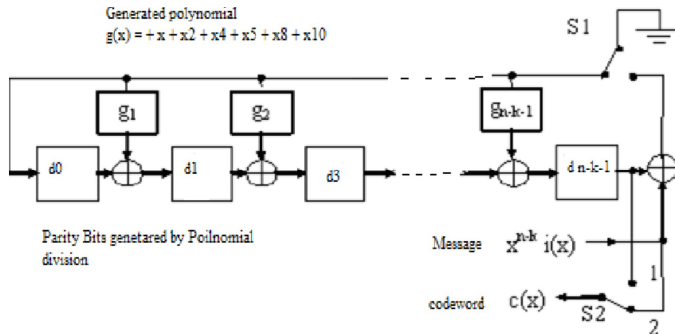 Generated polynomial
g(x) = + x + x2 + x4 + x5 + x8 + x10
S1
g1
g2
gn-k-1
d0
d1
d3
d n-k-1
Parity Bits genetared by Poilnomial
division
Message x^n-k i(x)
1
codeword c(x)
S2
2